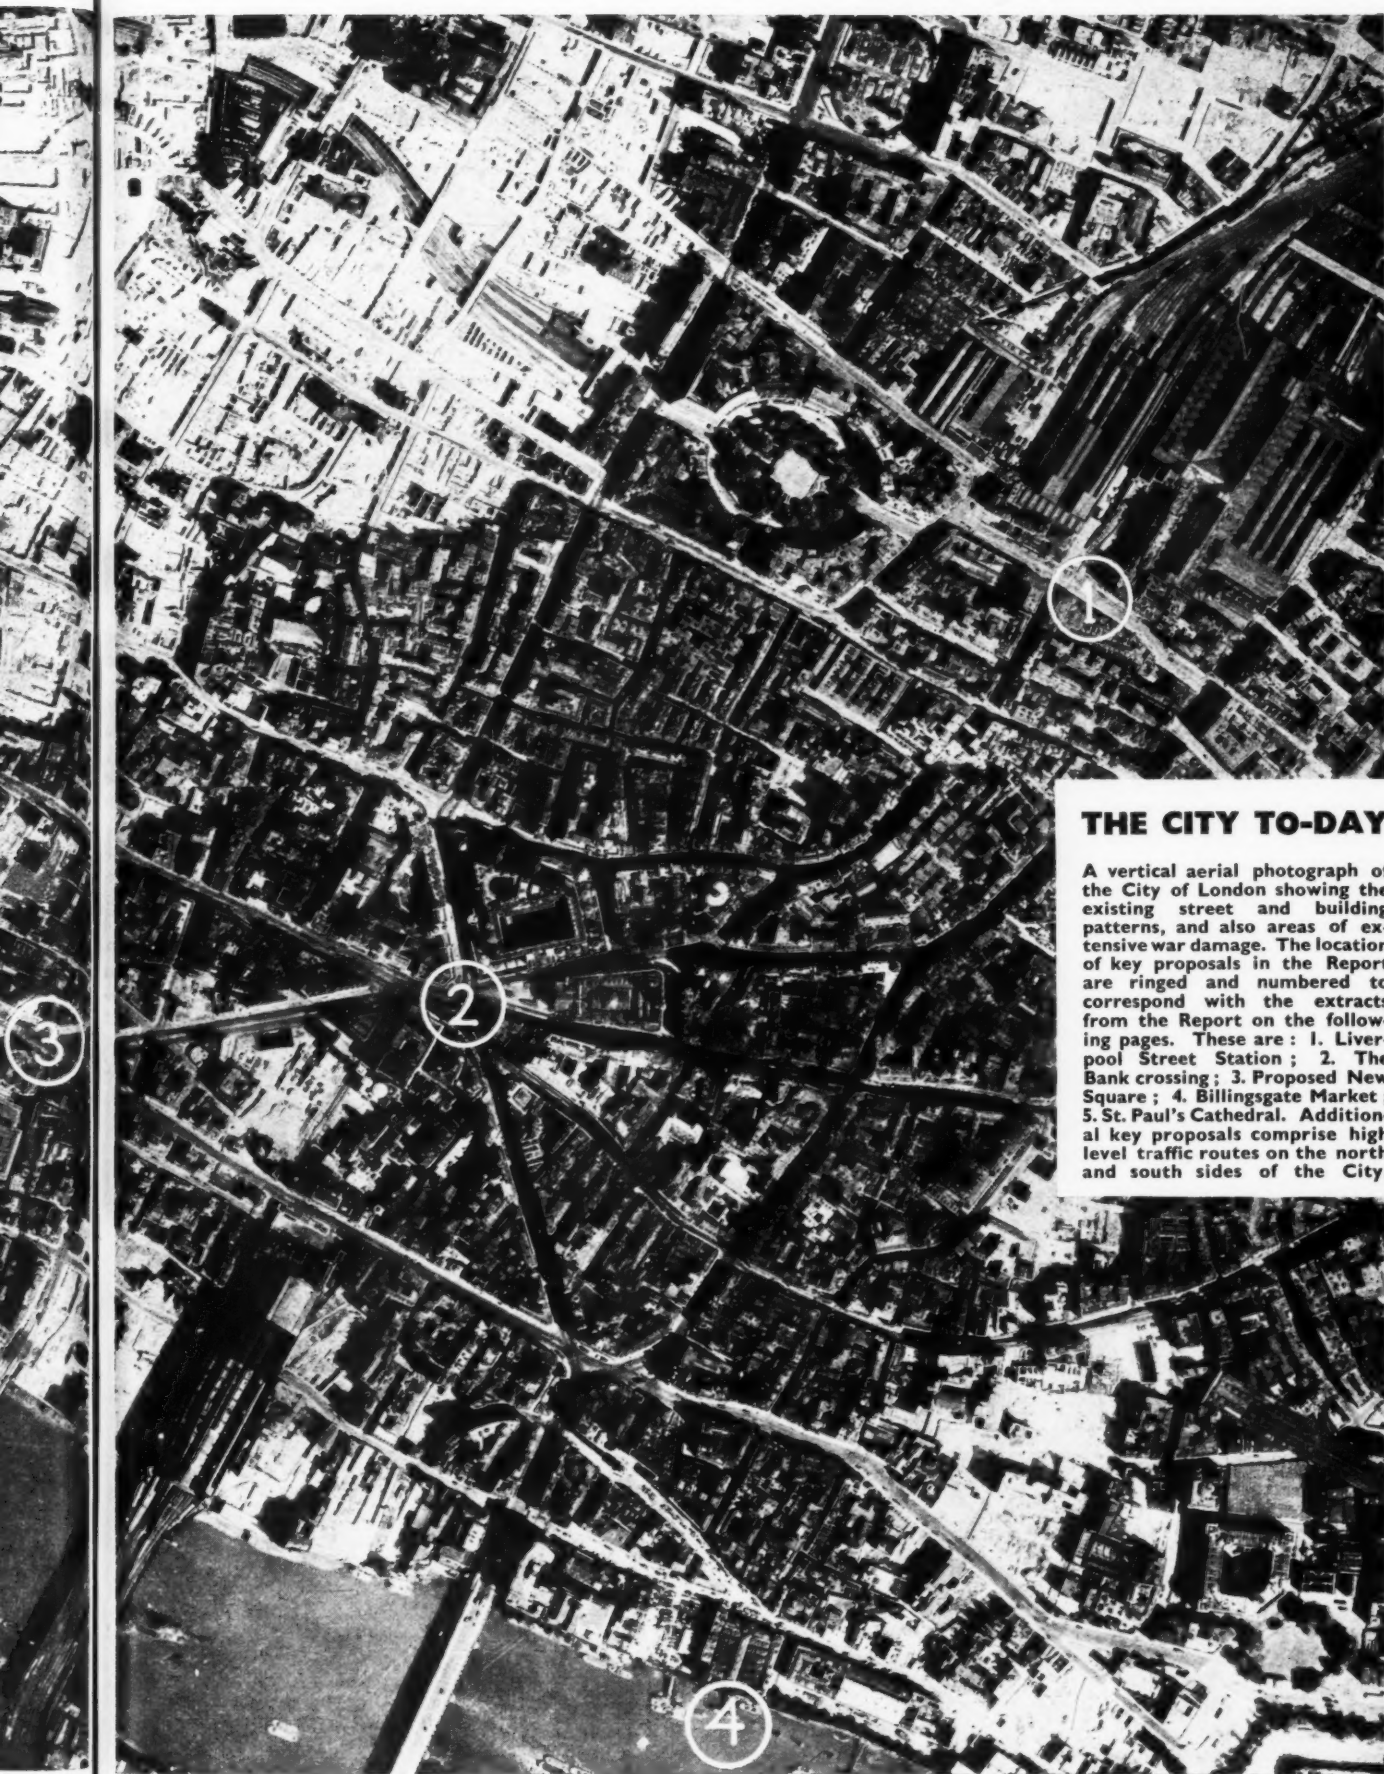 1
THE CITY TO-DAY
A vertical aerial photograph of
the City of London showing the
existing street and building
patterns, and also areas of ex-
tensive war damage. The location
of key proposals in the Report
are ringed and numbered to
correspond with the extracts
from the Report on the follow-
ing pages. These are : 1. Liver-
pool Street Station ; 2. The
Bank crossing ; 3. Proposed New
Square ; 4. Billingsgate Market
5. St. Paul's Cathedral. Addition-
al key proposals comprise high
level traffic routes on the north
and south sides of the City
2
3
4